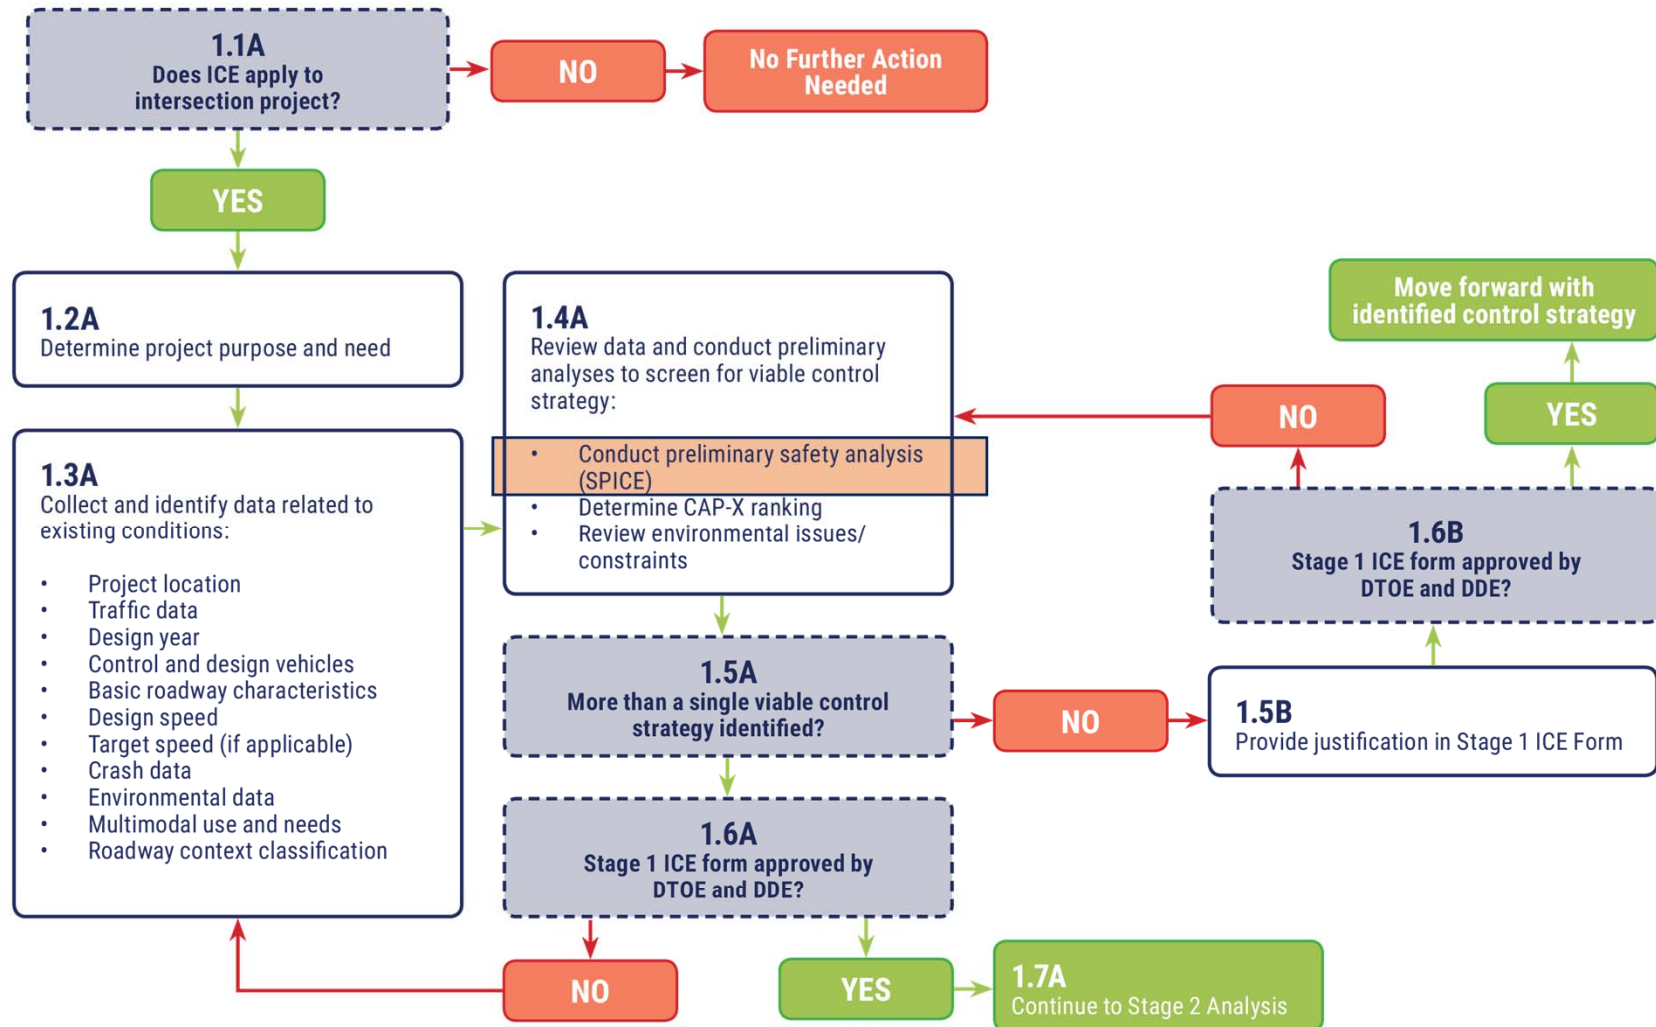 1.1A
Does ICE apply to
intersection project?
NO
No Further Action
Needed
YES
1.2A
Determine project purpose and need
1.3A
Collect and identify data related to
existing conditions:
• Project location
• Traffic data
• Design year
• Control and design vehicles
• Basic roadway characteristics
• Design speed
• Target speed (if applicable)
• Crash data
• Environmental data
• Multimodal use and needs
• Roadway context classification
1.4A
Review data and conduct preliminary
analyses to screen for viable control
strategy:
• Conduct preliminary safety analysis
(SPICE)
• Determine CAP-X ranking
• Review environmental issues/
constraints
1.5A
More than a single viable control
strategy identified?
NO
1.5B
Provide justification in Stage 1 ICE Form
1.6B
Stage 1 ICE form approved by
DTOE and DDE?
NO
YES
Move forward with
identified control strategy
1.6A
Stage 1 ICE form approved by
DTOE and DDE?
NO
YES
1.7A
Continue to Stage 2 Analysis